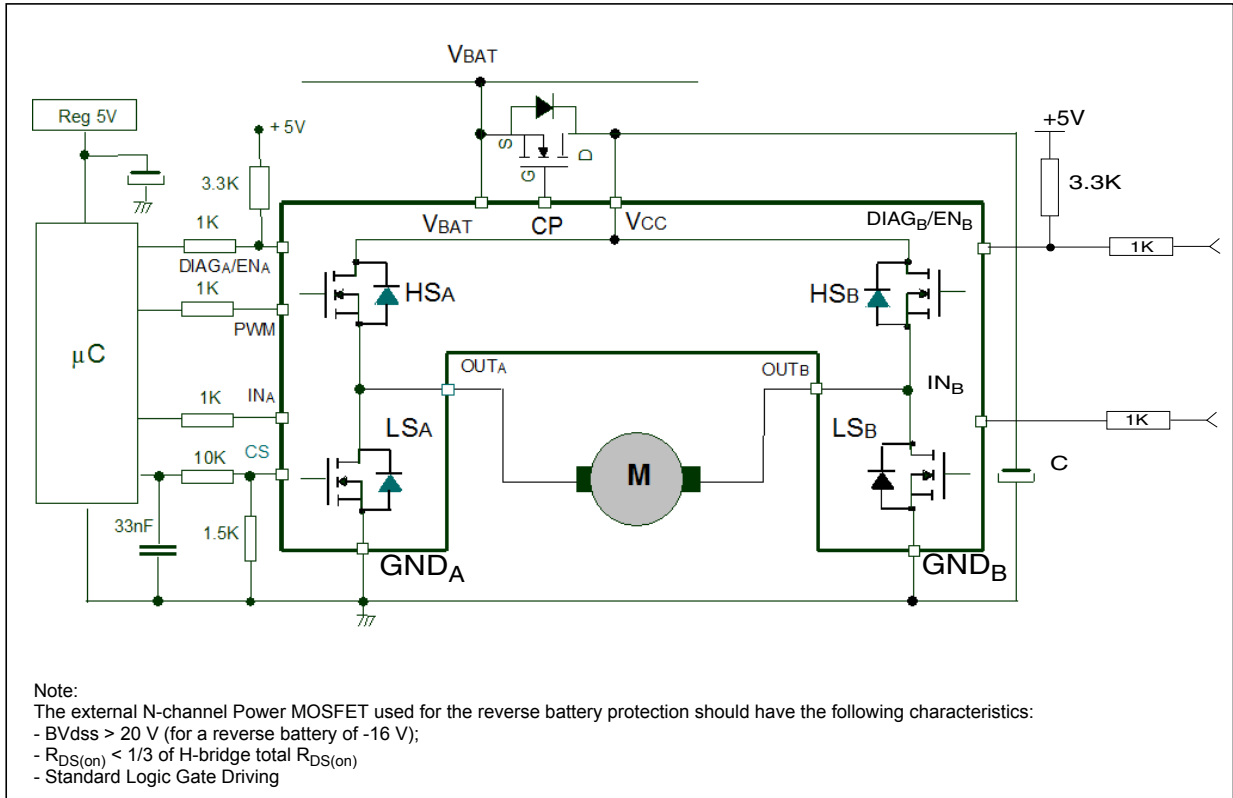 VBAT
Reg 5V
+5V
+5V
S
D
G
3.3K
3.3K
1K
VBAT
CP
VCC
DIAGB/ENB
1K
DIAGA/ENA
1K
HSA
HSB
PWM
µC
OUTA
OUTB
INB
1K
INA
LSA
LSB
1K
10K
CS
M
C
33nF
1.5K
GNDA
GNDB
Note:
The external N-channel Power MOSFET used for the reverse battery protection should have the following characteristics:
- BVdss > 20 V (for a reverse battery of -16 V);
- RDS(on) < 1/3 of H-bridge total RDS(on)
- Standard Logic Gate Driving